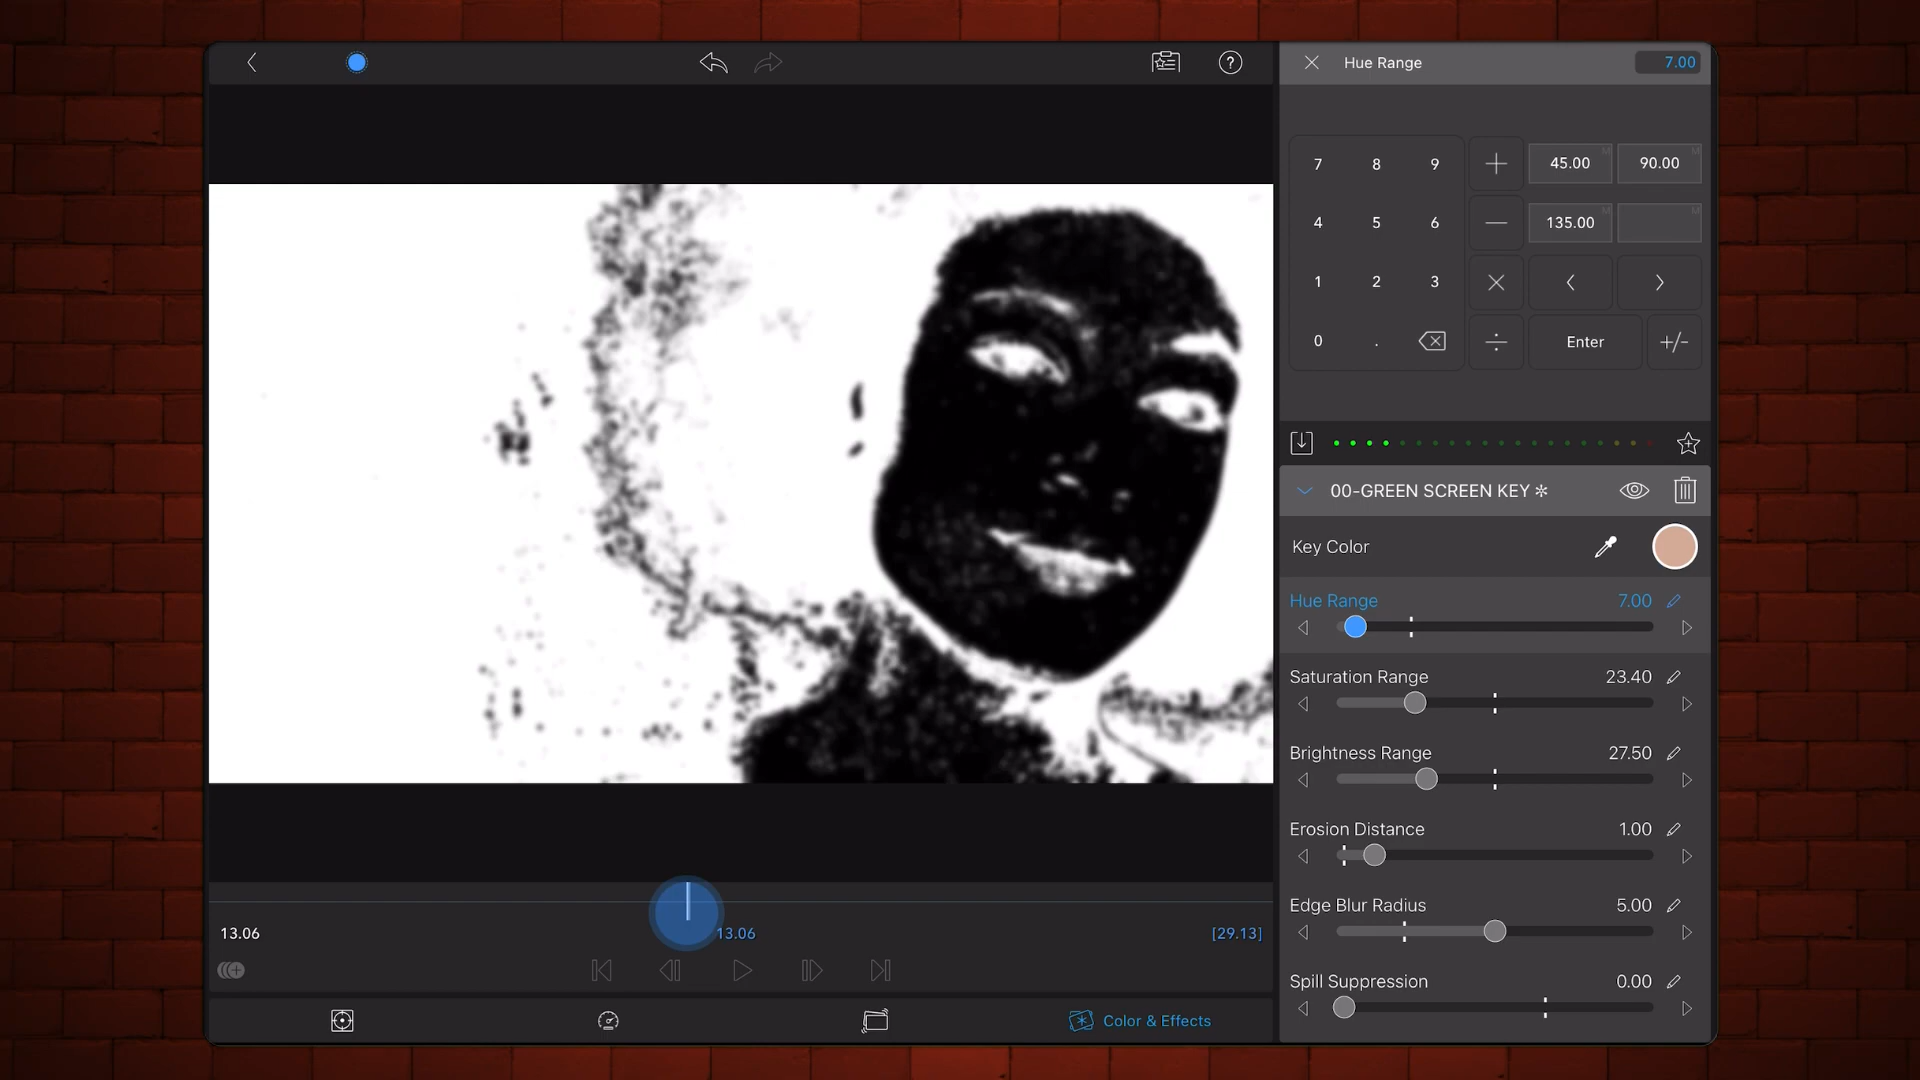 Hue Range 7.00
7 8 9 + 45.00 M 90.00 M
4 5 6 — 135.00 M M
1 2 3 × < >
0 . ÷ Enter +/-
?
00-GREEN SCREEN KEY ✻
Key Color
Hue Range 7.00
Saturation Range 23.40
Brightness Range 27.50
Erosion Distance 1.00
Edge Blur Radius 5.00
Spill Suppression 0.00
13.06 13.06 [29.13]
Color & Effects